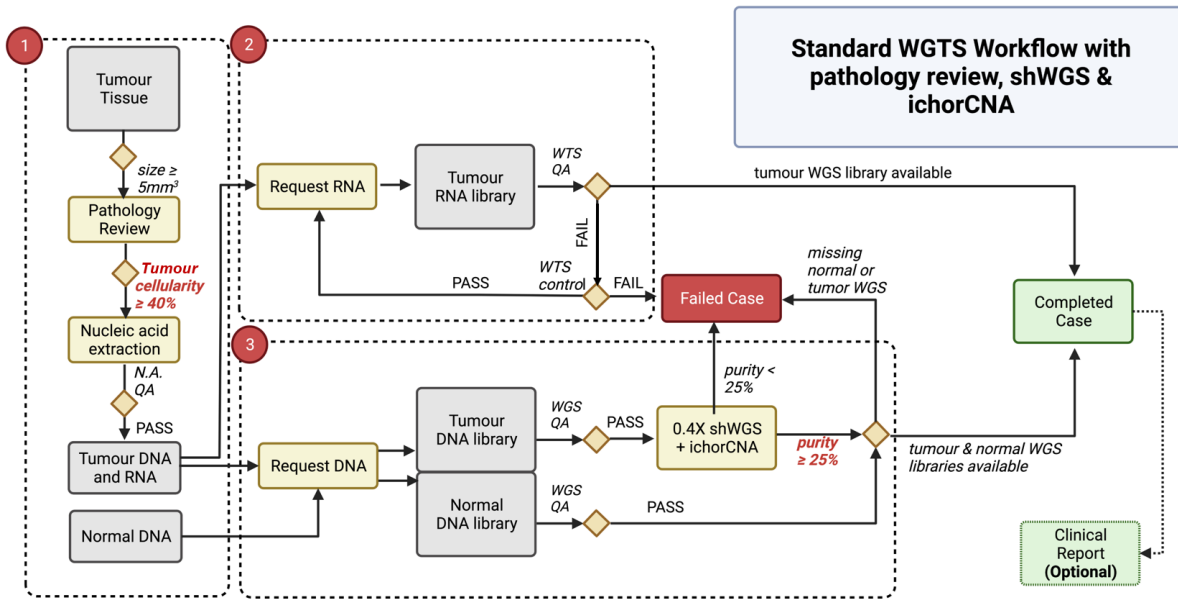 Standard WGTS Workflow with
pathology review, shWGS &
ichorCNA
1
Tumour
Tissue
size ≥
5mm³
Pathology
Review
Tumour
cellularity
≥ 40%
Nucleic acid
extraction
N.A.
QA
PASS
Tumour DNA
and RNA
Normal DNA
2
Request RNA
Tumour
RNA library
WTS
QA
FAIL
WTS
control
PASS
FAIL
tumour WGS library available
3
Request DNA
Tumour
DNA library
WGS
QA
PASS
0.4X shWGS
+ ichorCNA
purity <
25%
purity
≥ 25%
Normal
DNA library
WGS
QA
PASS
Failed Case
missing
normal or
tumor WGS
tumour & normal WGS
libraries available
Completed
Case
Clinical
Report
(Optional)